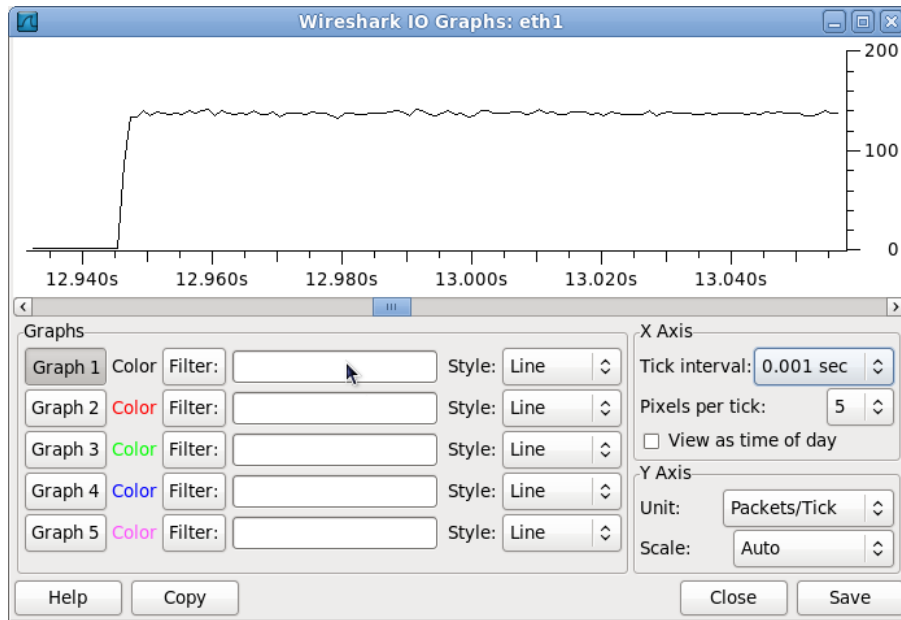 Wireshark IO Graphs: eth1
200
100
0
12.940s 12.960s 12.980s 13.000s 13.020s 13.040s
Graphs
Graph 1 Color Filter: Style: Line
Graph 2 Color Filter: Style: Line
Graph 3 Color Filter: Style: Line
Graph 4 Color Filter: Style: Line
Graph 5 Color Filter: Style: Line
X Axis
Tick interval: 0.001 sec
Pixels per tick: 5
View as time of day
Y Axis
Unit: Packets/Tick
Scale: Auto
Help Copy Close Save